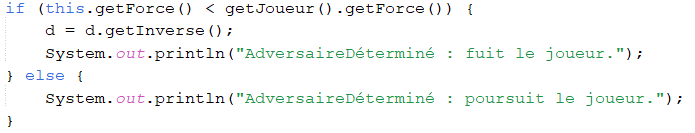 if (this.getForce() < getJoueur().getForce()) {
    d = d.getInverse();
    System.out.println("AdversaireDéterminé : fuit le joueur.");
} else {
    System.out.println("AdversaireDéterminé : poursuit le joueur.");
}